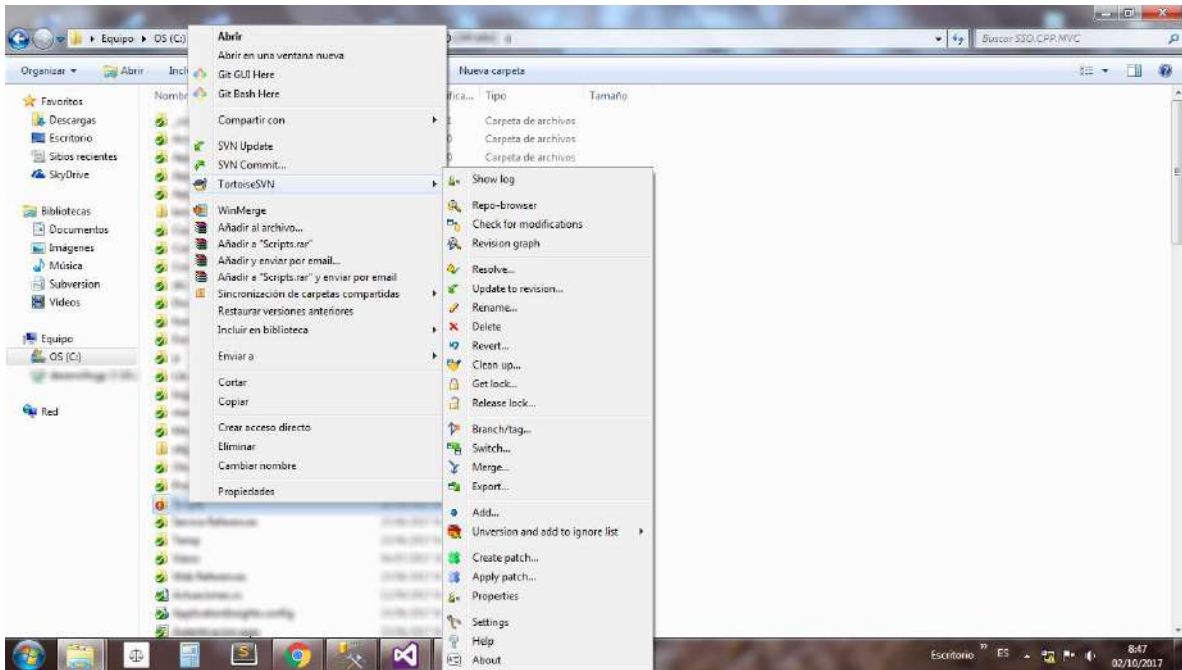 Equipo ▸ OS (C:)
Buscar SSO.CPP.MVC
Organizar
Abrir
Nueva carpeta
Favoritos
Descargas
Escritorio
Sitios recientes
SkyDrive
Bibliotecas
Documentos
Imágenes
Música
Subversion
Vídeos
Equipo
OS (C:)
Red
Tipo
Tamaño
Carpeta de archivos
Carpeta de archivos
Carpeta de archivos
Abrir
Abrir en una ventana nueva
Git GUI Here
Git Bash Here
Compartir con
SVN Update
SVN Commit...
TortoiseSVN
WinMerge
Añadir al archivo...
Añadir a "Scripts.rar"
Añadir y enviar por email...
Añadir a "Scripts.rar" y enviar por email
Sincronización de carpetas compartidas
Restaurar versiones anteriores
Incluir en biblioteca
Enviar a
Cortar
Copiar
Crear acceso directo
Eliminar
Cambiar nombre
Propiedades
Show log
Repo-browser
Check for modifications
Revision graph
Resolve...
Update to revision...
Rename...
Delete
Revert...
Clean up...
Get lock...
Release lock...
Branch/tag...
Switch...
Merge...
Export...
Add...
Unversion and add to ignore list
Create patch...
Apply patch...
Properties
Settings
Help
About
Escritorio
ES
8:47
02/10/2017